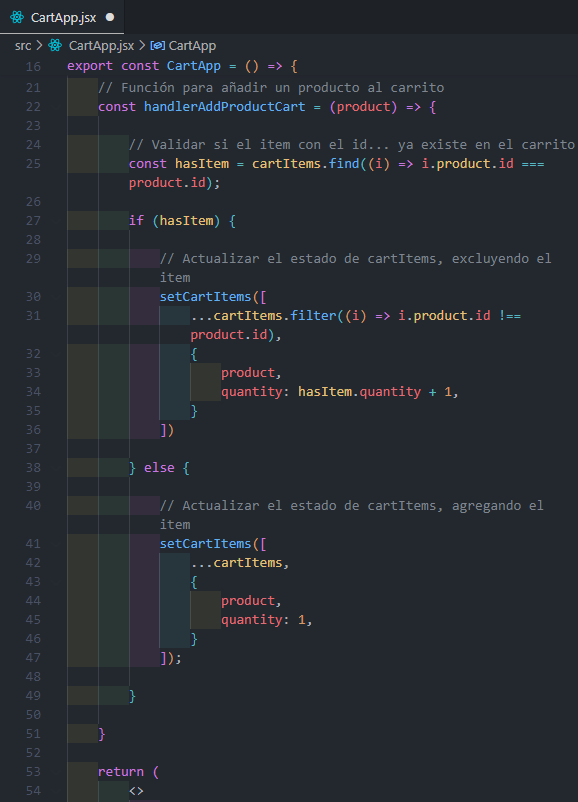 CartApp.jsx
src > CartApp.jsx > CartApp
16 export const CartApp = () => {
21 // Función para añadir un producto al carrito
22 const handlerAddProductCart = (product) => {
23
24 // Validar si el item con el id... ya existe en el carrito
25 const hasItem = cartItems.find((i) => i.product.id ===
product.id);
26
27 if (hasItem) {
28
29 // Actualizar el estado de cartItems, excluyendo el
item
30 setCartItems([
31 ...cartItems.filter((i) => i.product.id !==
product.id),
32 {
33 product,
34 quantity: hasItem.quantity + 1,
35 }
36 ])
37
38 } else {
39
40 // Actualizar el estado de cartItems, agregando el
item
41 setCartItems([
42 ...cartItems,
43 {
44 product,
45 quantity: 1,
46 }
47 ]);
48
49 }
50
51 }
52
53 return (
54 <>